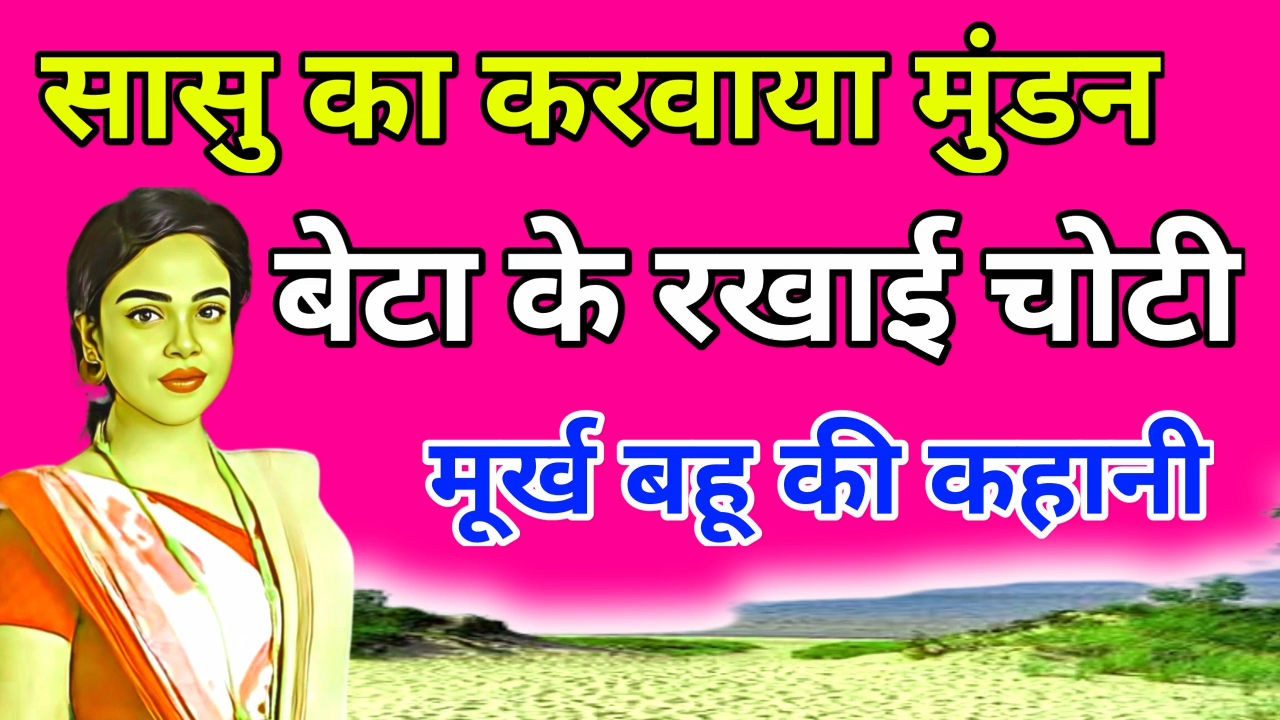 सासु का करवाया मुंडन
बेटा के रखाई चोटी
मूर्ख बहू की कहानी